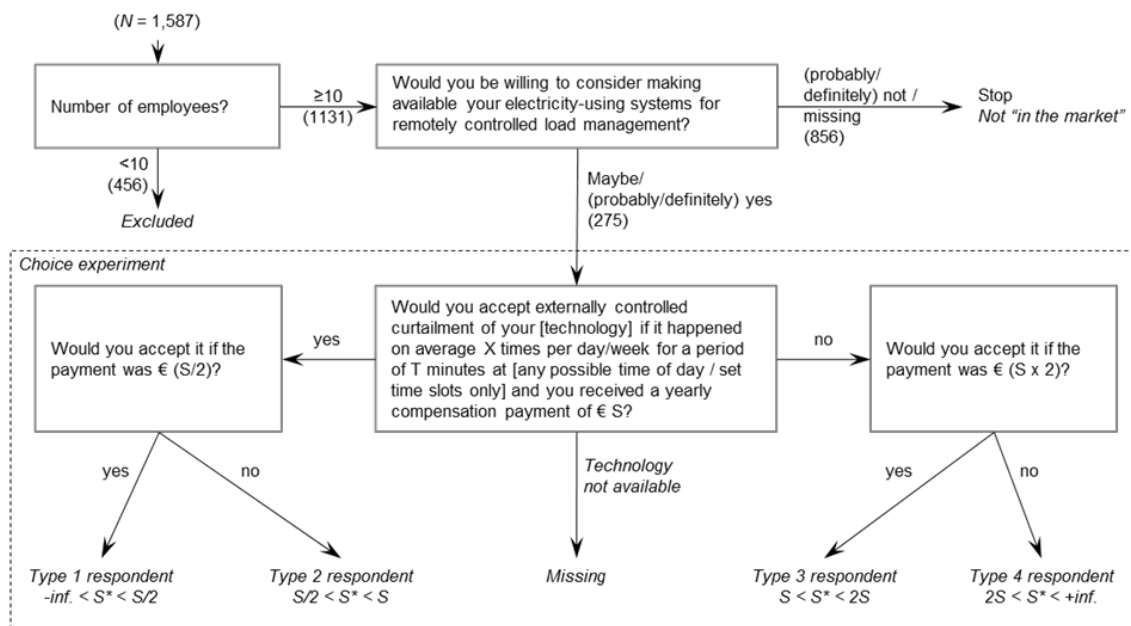 (N = 1,587)
Number of employees?
≥10
(1131)
Would you be willing to consider making
available your electricity-using systems for
remotely controlled load management?
(probably/
definitely) not /
missing
(856)
Stop
Not “in the market”
<10
(456)
Excluded
Maybe/
(probably/definitely) yes
(275)
Choice experiment
Would you accept it if the
payment was € (S/2)?
yes
Would you accept externally controlled
curtailment of your [technology] if it happened
on average X times per day/week for a period
of T minutes at [any possible time of day / set
time slots only] and you received a yearly
compensation payment of € S?
no
Would you accept it if the
payment was € (S x 2)?
yes
no
Technology
not available
yes
no
Type 1 respondent
-inf. < S* < S/2
Type 2 respondent
S/2 < S* < S
Missing
Type 3 respondent
S < S* < 2S
Type 4 respondent
2S < S* < +inf.